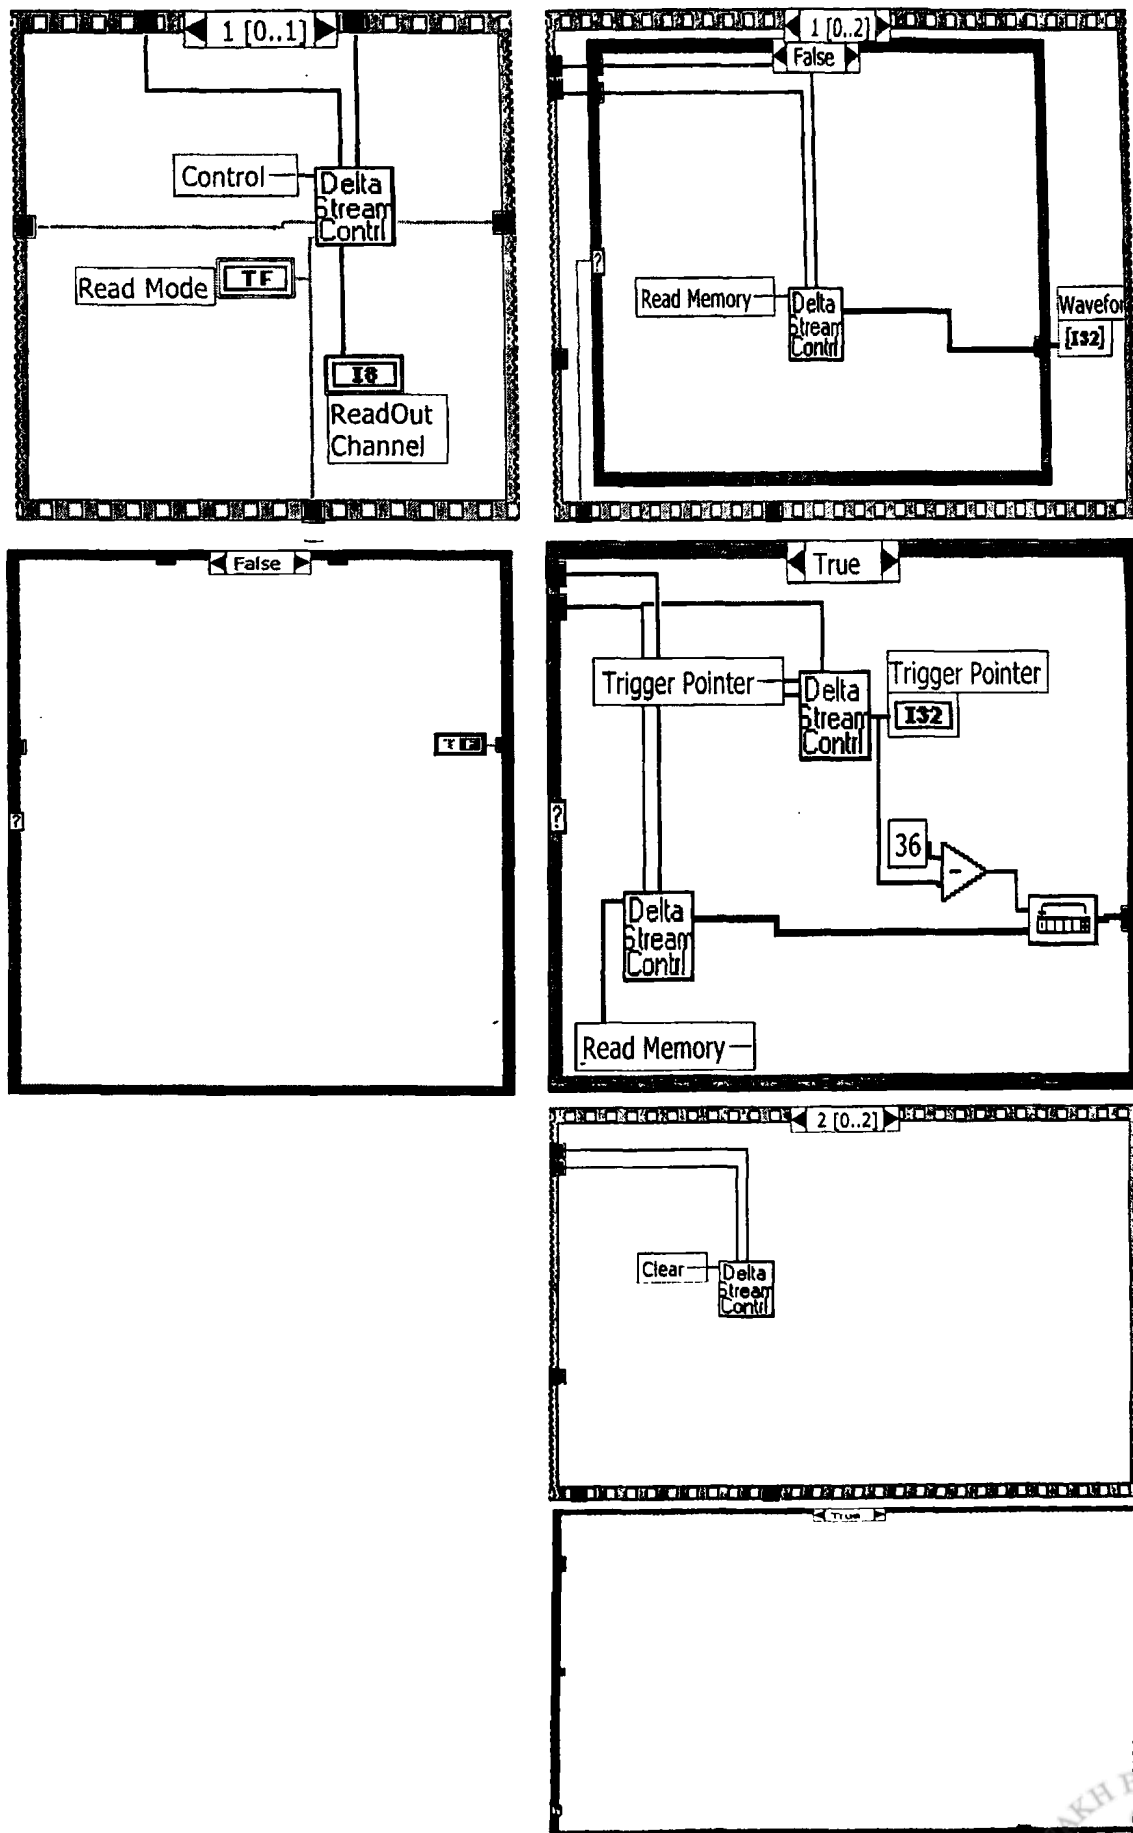 1 [0..1]
Control
Delta
Stream
Contrl
Read Mode
TF
I8
ReadOut
Channel
1 [0..2]
False
Read Memory
Delta
Stream
Contrl
Wavefor
[I32]
False
True
Trigger Pointer
Delta
Stream
Contrl
Trigger Pointer
I32
36
-
Delta
Stream
Contrl
Read Memory
?
?
?
2 [0..2]
Clear
Delta
Stream
Contrl
True